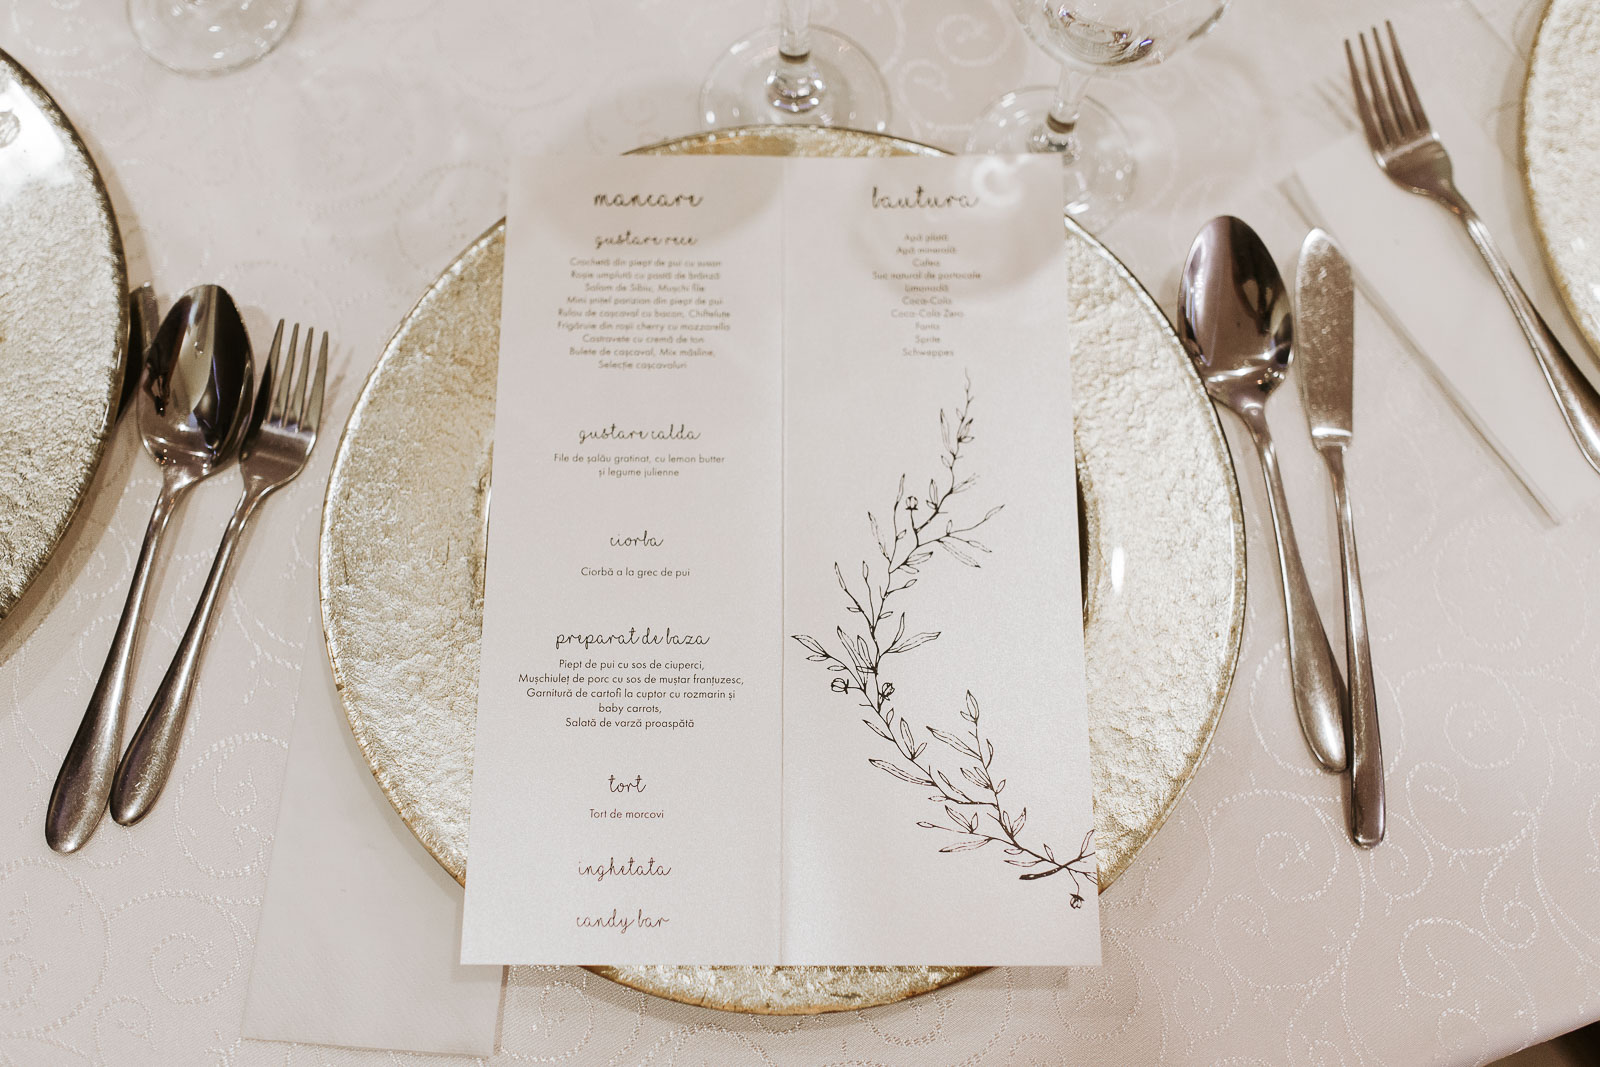 mancare
gustare rece
Crochetă din piept de pui cu susan
Roșie umplută cu pastă de brânză
Salam de Sibiu, Mușchi file
Mini șnițel parizian din piept de pui
Rulou de cașcaval cu bacon, Chifteluțe
Frigăruie din roșii cherry cu mozzarella
Castravete cu cremă de ton
Bulete de cașcaval, Mix măsline,
Selecție cașcavaluri
gustare calda
File de șalău gratinat, cu lemon butter
și legume julienne
ciorba
Ciorbă a la grec de pui
preparat de baza
Piept de pui cu sos de ciuperci,
Mușchiuleț de porc cu sos de muștar franțuzesc,
Garnitură de cartofi la cuptor cu rozmarin și
baby carrots,
Salată de varză proaspătă
tort
Tort de morcovi
inghetata
candy bar
bautura
Apă plată
Apă minerală
Cafea
Suc natural de portocale
Limonadă
Coca-Cola
Coca-Cola Zero
Fanta
Sprite
Schweppes